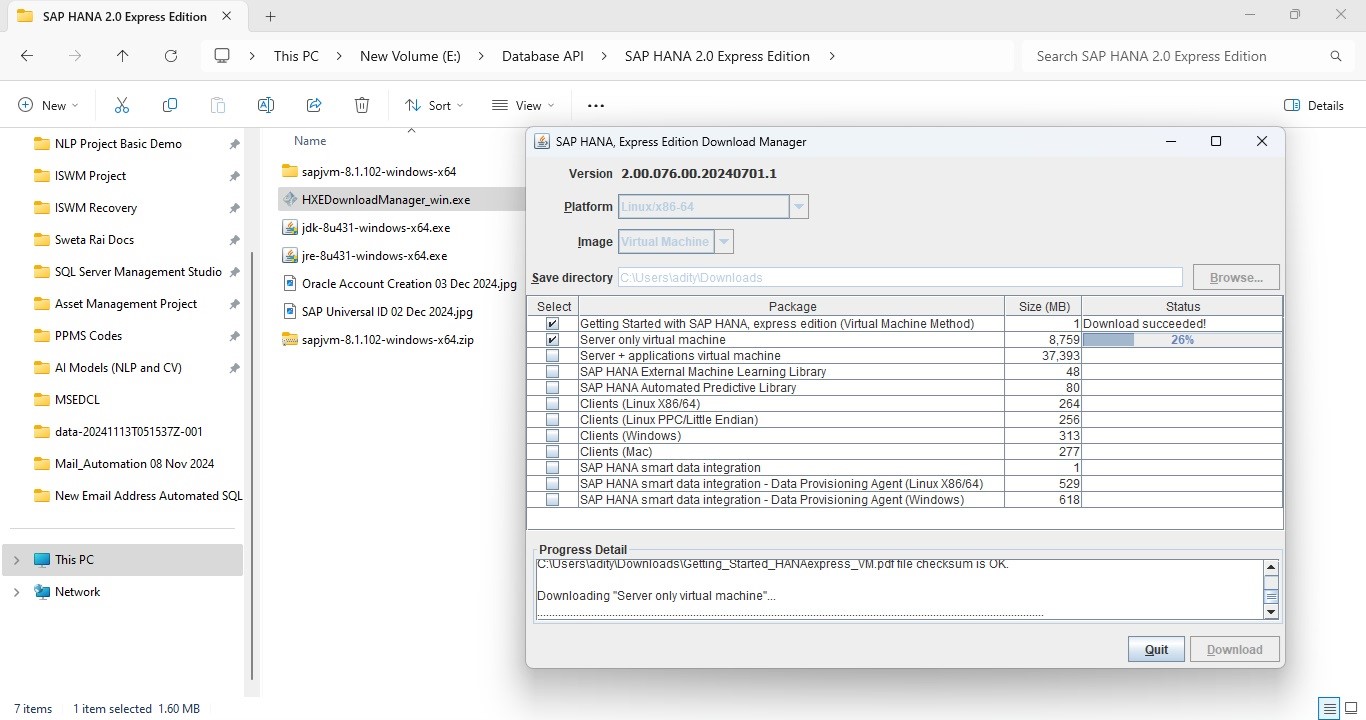 SAP HANA 2.0 Express Edition
This PC > New Volume (E:) > Database API > SAP HANA 2.0 Express Edition >
Search SAP HANA 2.0 Express Edition
New
Sort
View
Details
NLP Project Basic Demo
ISWM Project
ISWM Recovery
Sweta Rai Docs
SQL Server Management Studio
Asset Management Project
PPMS Codes
AI Models (NLP and CV)
MSEDCL
data-20241113T051537Z-001
Mail_Automation 08 Nov 2024
New Email Address Automated SQL
This PC
Network
Name
sapjvm-8.1.102-windows-x64
HXEDownloadManager_win.exe
jdk-8u431-windows-x64.exe
jre-8u431-windows-x64.exe
Oracle Account Creation 03 Dec 2024.jpg
SAP Universal ID 02 Dec 2024.jpg
sapjvm-8.1.102-windows-x64.zip
SAP HANA, Express Edition Download Manager
Version 2.00.076.00.20240701.1
Platform Linux/x86-64
Image Virtual Machine
Save directory C:\Users\adity\Downloads Browse...
Select Package Size (MB) Status
Getting Started with SAP HANA, express edition (Virtual Machine Method) 1 Download succeeded!
Server only virtual machine 8,759 26%
Server + applications virtual machine 37,393
SAP HANA External Machine Learning Library 48
SAP HANA Automated Predictive Library 80
Clients (Linux X86/64) 264
Clients (Linux PPC/Little Endian) 256
Clients (Windows) 313
Clients (Mac) 277
SAP HANA smart data integration 1
SAP HANA smart data integration - Data Provisioning Agent (Linux X86/64) 529
SAP HANA smart data integration - Data Provisioning Agent (Windows) 618
Progress Detail
C:\Users\adity\Downloads\Getting_Started_HANAexpress_VM.pdf file checksum is OK.
Downloading "Server only virtual machine"...
Quit Download
7 items 1 item selected 1.60 MB